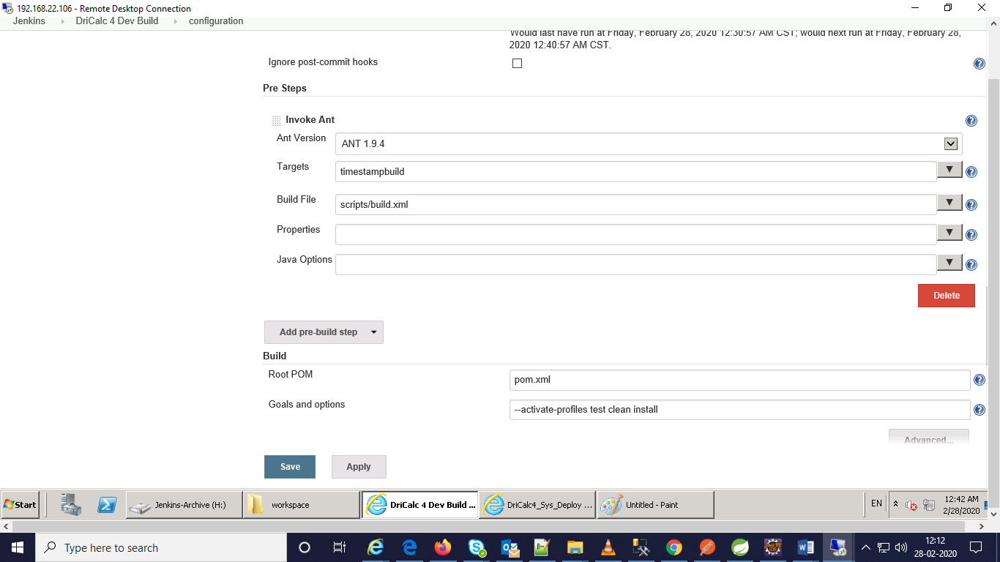 192.168.22.106 - Remote Desktop Connection
Jenkins DriCalc 4 Dev Build configuration
Would last have run at Friday, February 28, 2020 12:30:57 AM CST; would next run at Friday, February 28,
2020 12:40:57 AM CST.
Ignore post-commit hooks
Pre Steps
Invoke Ant
Ant Version ANT 1.9.4
Targets timestampbuild
Build File scripts/build.xml
Properties
Java Options
Delete
Add pre-build step
Build
Root POM pom.xml
Goals and options --activate-profiles test clean install
Advanced...
Save Apply
Start Jenkins-Archive (H:) workspace DriCalc 4 Dev Build ... DriCalc4_Sys_Deploy ... Untitled - Paint EN 12:42 AM
2/28/2020
Type here to search 12:12
28-02-2020